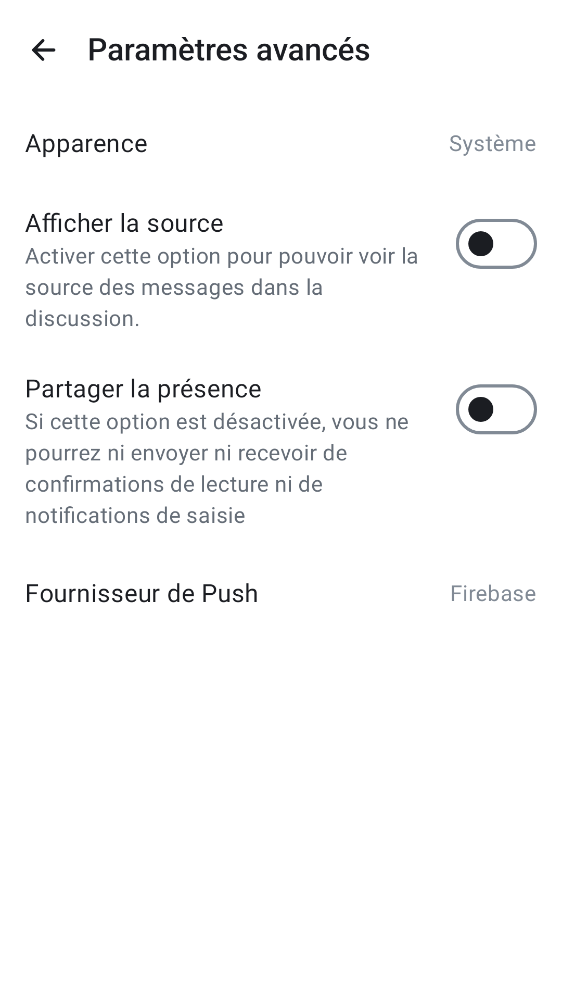 Paramètres avancés
Apparence
Système
Afficher la source
Activer cette option pour pouvoir voir la
source des messages dans la
discussion.
Partager la présence
Si cette option est désactivée, vous ne
pourrez ni envoyer ni recevoir de
confirmations de lecture ni de
notifications de saisie
Fournisseur de Push
Firebase